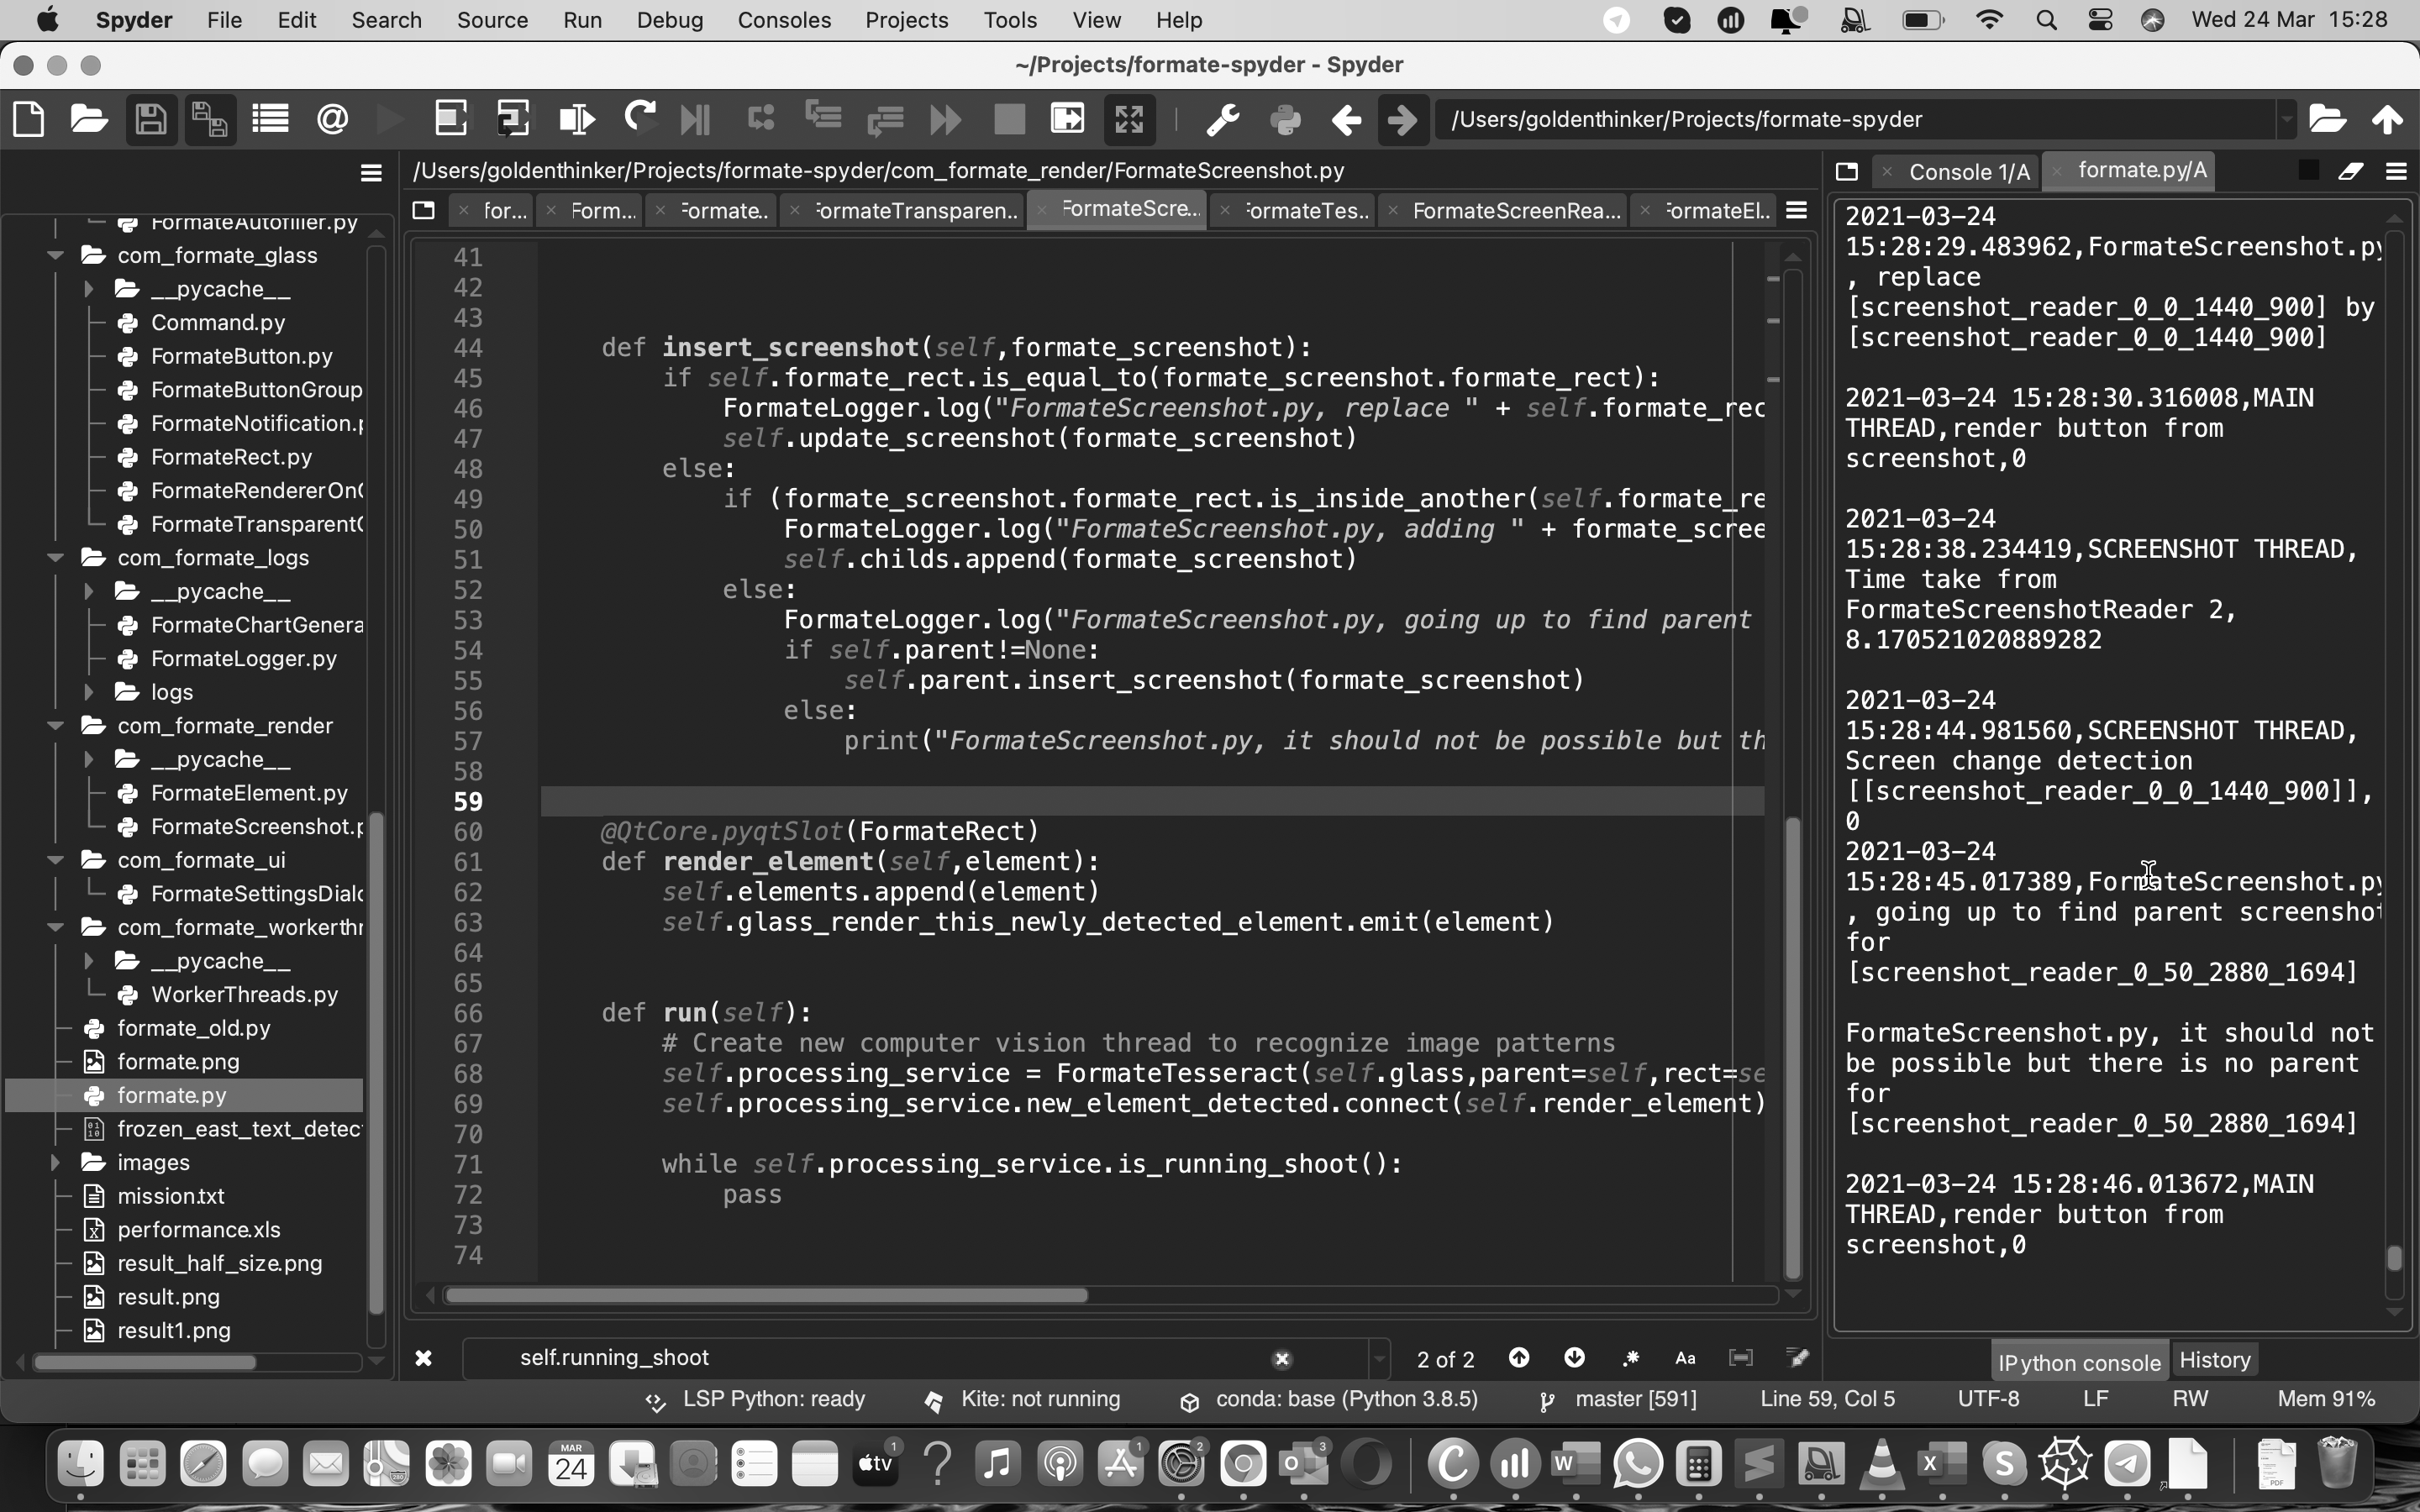 Spyder File Edit Search Source Run Debug Consoles Projects Tools View Help Wed 24 Mar 15:28
~/Projects/formate-spyder - Spyder
/Users/goldenthinker/Projects/formate-spyder
/Users/goldenthinker/Projects/formate-spyder/com_formate_render/FormateScreenshot.py
for... Form... Formate.. FormateTransparen.. FormateScre... FormateTes.. FormateScreenRea... FormateEl..
Console 1/A formate.py/A
FormateAutofiller.py
com_formate_glass
__pycache__
Command.py
FormateButton.py
FormateButtonGroup
FormateNotification.p
FormateRect.py
FormateRendererOnG
FormateTransparentG
com_formate_logs
__pycache__
FormateChartGenera
FormateLogger.py
logs
com_formate_render
__pycache__
FormateElement.py
FormateScreenshot.p
com_formate_ui
FormateSettingsDialo
com_formate_workerthr
__pycache__
WorkerThreads.py
formate_old.py
formate.png
formate.py
frozen_east_text_detec
images
mission.txt
performance.xls
result_half_size.png
result.png
result1.png
41
42
43
44 def insert_screenshot(self,formate_screenshot):
45 if self.formate_rect.is_equal_to(formate_screenshot.formate_rect):
46 FormateLogger.log("FormateScreenshot.py, replace " + self.formate_rec
47 self.update_screenshot(formate_screenshot)
48 else:
49 if (formate_screenshot.formate_rect.is_inside_another(self.formate_re
50 FormateLogger.log("FormateScreenshot.py, adding " + formate_scree
51 self.childs.append(formate_screenshot)
52 else:
53 FormateLogger.log("FormateScreenshot.py, going up to find parent
54 if self.parent!=None:
55 self.parent.insert_screenshot(formate_screenshot)
56 else:
57 print("FormateScreenshot.py, it should not be possible but th
58
59
60 @QtCore.pyqtSlot(FormateRect)
61 def render_element(self,element):
62 self.elements.append(element)
63 self.glass_render_this_newly_detected_element.emit(element)
64
65
66 def run(self):
67 # Create new computer vision thread to recognize image patterns
68 self.processing_service = FormateTesseract(self.glass,parent=self,rect=se
69 self.processing_service.new_element_detected.connect(self.render_element)
70
71 while self.processing_service.is_running_shoot():
72 pass
73
74
2021-03-24
15:28:29.483962,FormateScreenshot.py
, replace
[screenshot_reader_0_0_1440_900] by
[screenshot_reader_0_0_1440_900]
2021-03-24 15:28:30.316008,MAIN
THREAD,render button from
screenshot,0
2021-03-24
15:28:38.234419,SCREENSHOT THREAD,
Time take from
FormateScreenshotReader 2,
8.170521020889282
2021-03-24
15:28:44.981560,SCREENSHOT THREAD,
Screen change detection
[[screenshot_reader_0_0_1440_900]],
0
2021-03-24
15:28:45.017389,FormateScreenshot.py
, going up to find parent screenshot
for
[screenshot_reader_0_50_2880_1694]
FormateScreenshot.py, it should not
be possible but there is no parent
for
[screenshot_reader_0_50_2880_1694]
2021-03-24 15:28:46.013672,MAIN
THREAD,render button from
screenshot,0
self.running_shoot 2 of 2 .* Aa
IPython console History
LSP Python: ready Kite: not running conda: base (Python 3.8.5) master [591] Line 59, Col 5 UTF-8 LF RW Mem 91%
MAR
24
tv 1 1 2 3
W X S
PDF